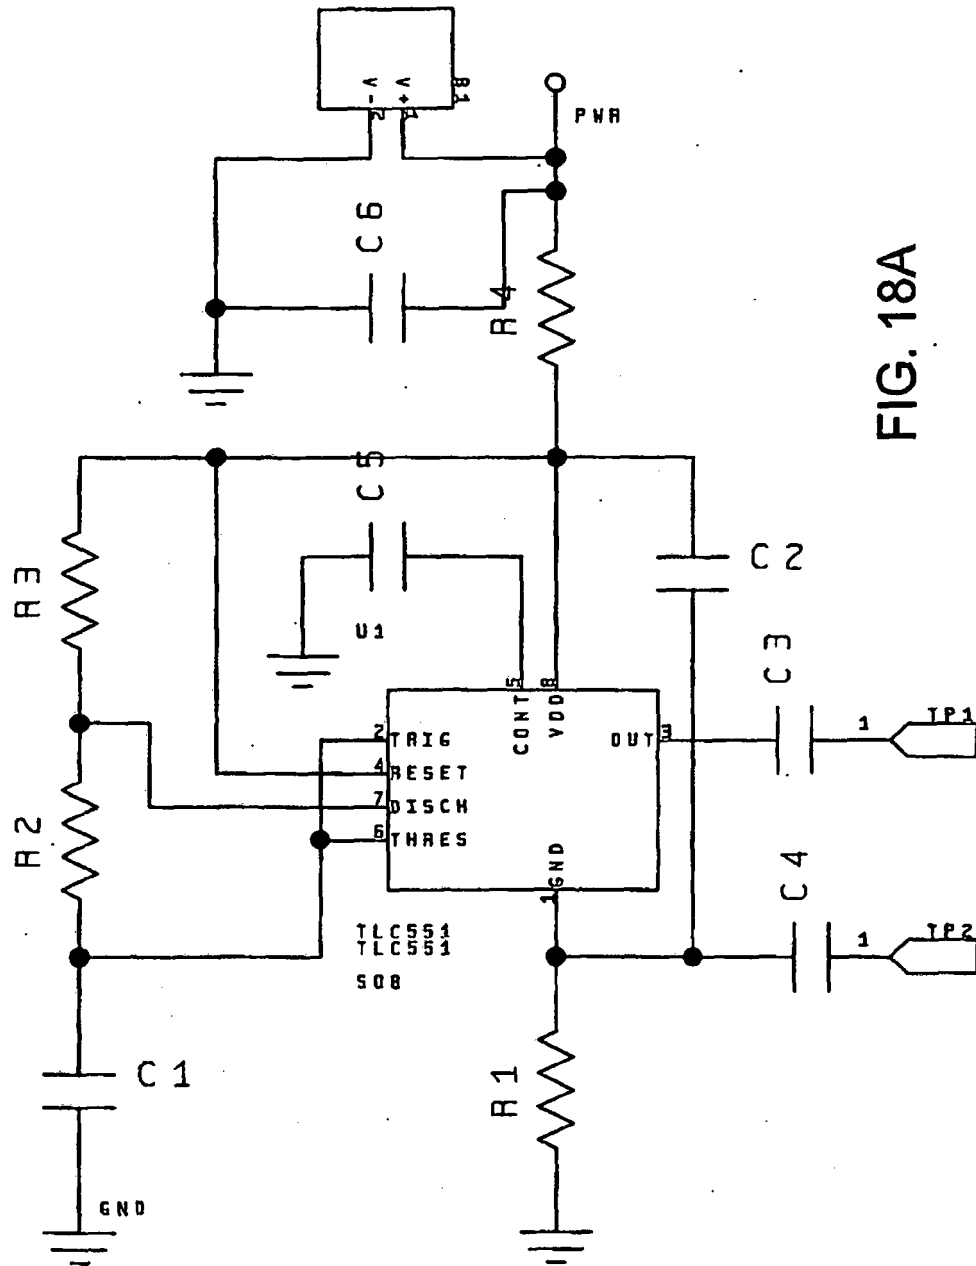 B1
V -
V +
2
1
PWR
C6
R4
C5
R3
C2
U1
C3
5
8
CONT
VDD
2
TRIG
4
RESET
7
DISCH
6
THRES
OUT
3
1
TP1
R2
GND
1
C4
TLC551
TLC551
SO8
1
TP2
C1
R1
GND
FIG. 18A